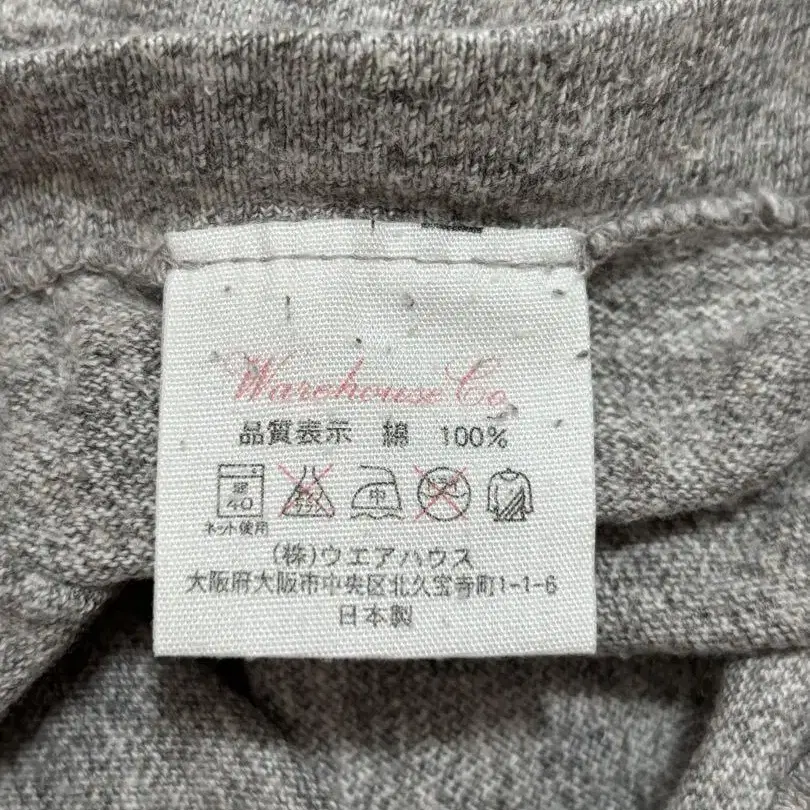 Warehouse Co.
品質表示 綿 100%
40 中
ネット使用
(株)ウエアハウス
大阪府大阪市中央区北久宝寺町1-1-6
日本製